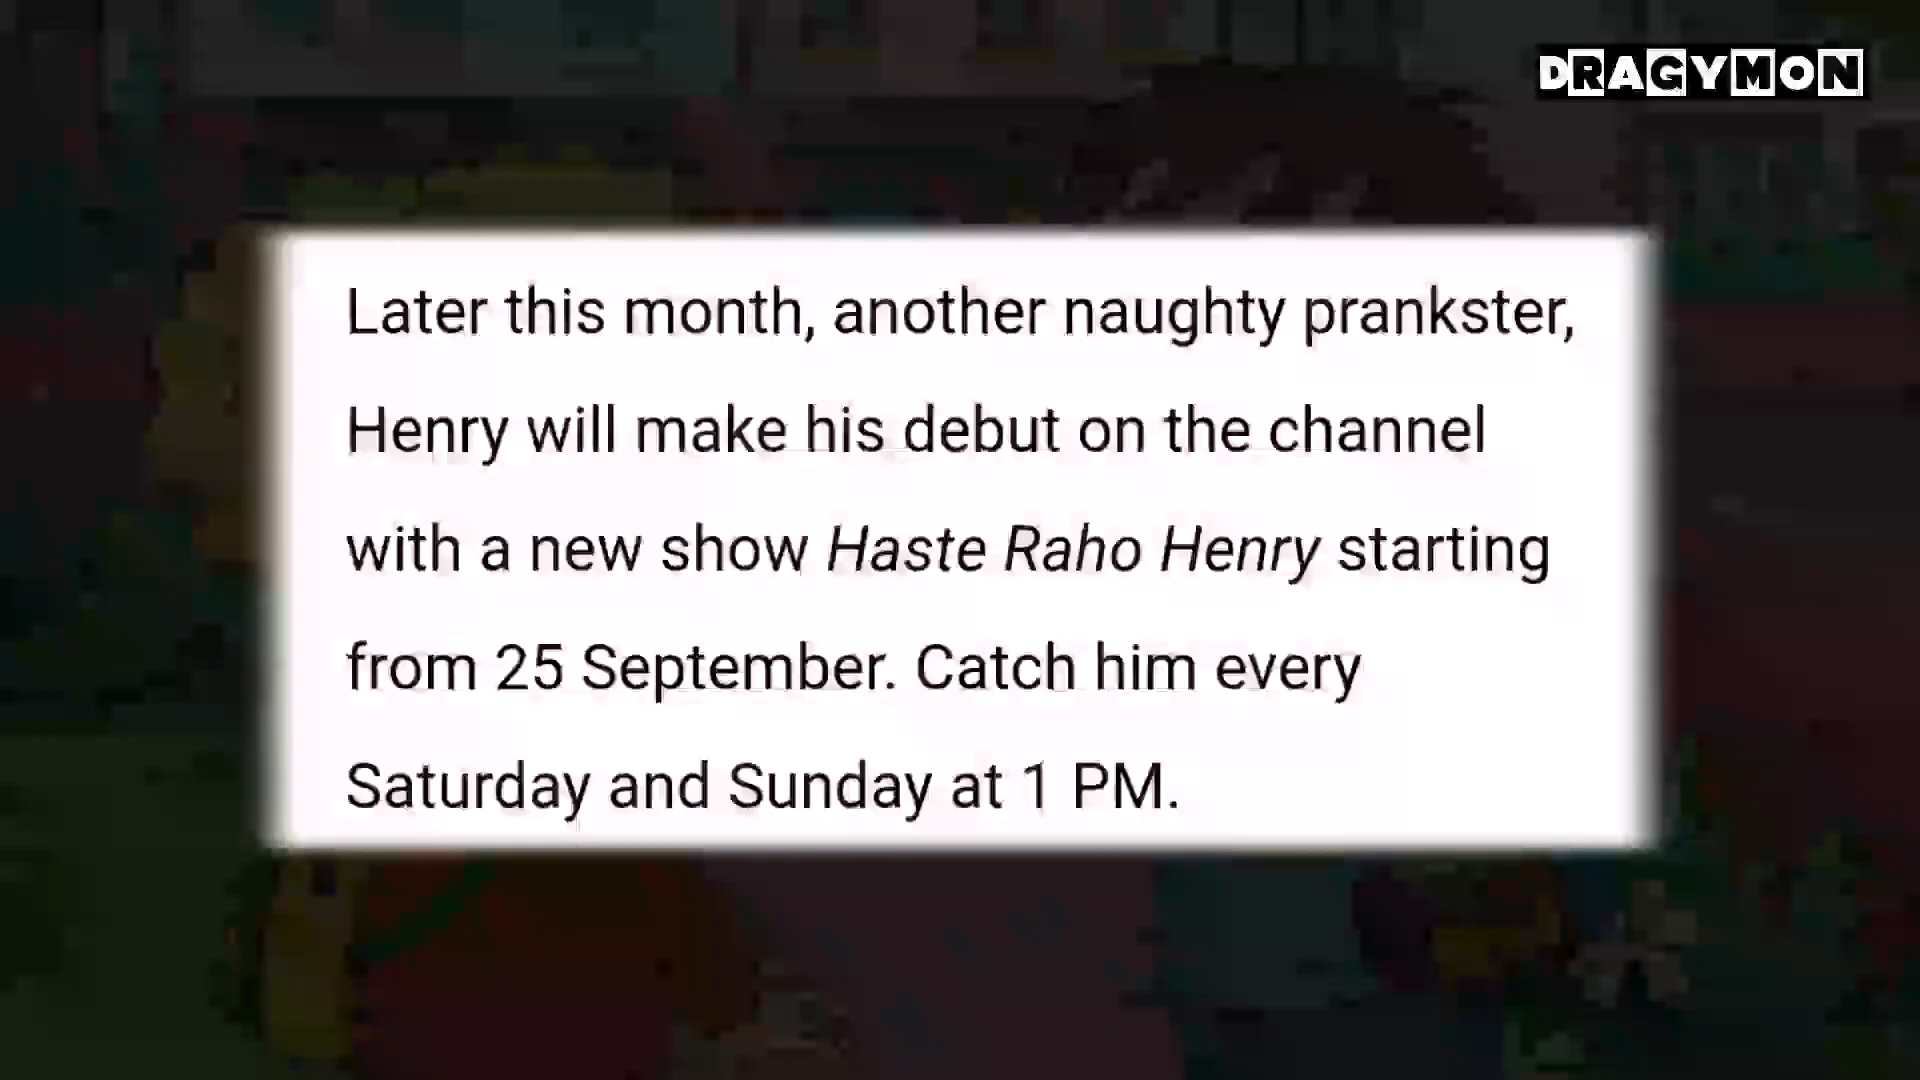 DRAGYMON
Later this month, another naughty prankster,
Henry will make his debut on the channel
with a new show Haste Raho Henry starting
from 25 September. Catch him every
Saturday and Sunday at 1 PM.